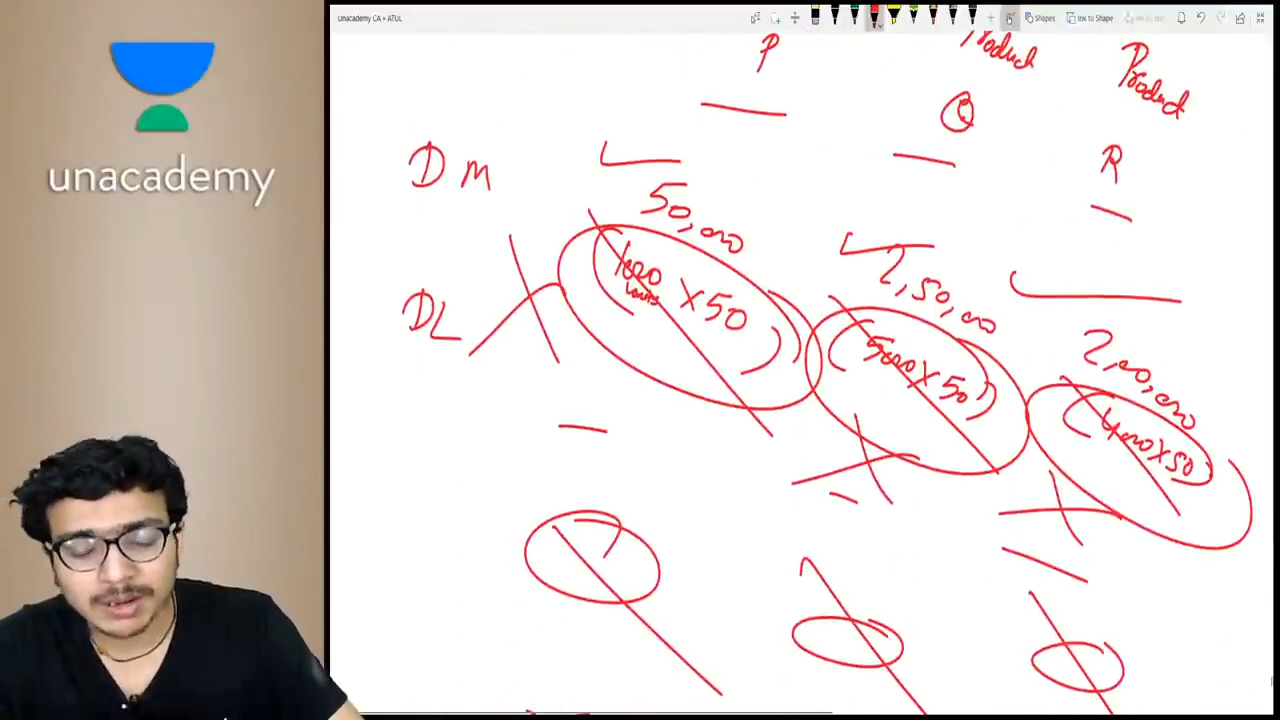 unacademy CA > ATUL
Shapes
Ink to Shape
unacademy
P
Product
Q
Product
R
DM
50,000
(1000 X 50)
units
2,50,000
(5000 X 50)
2,00,000
(4000 X 50)
DL